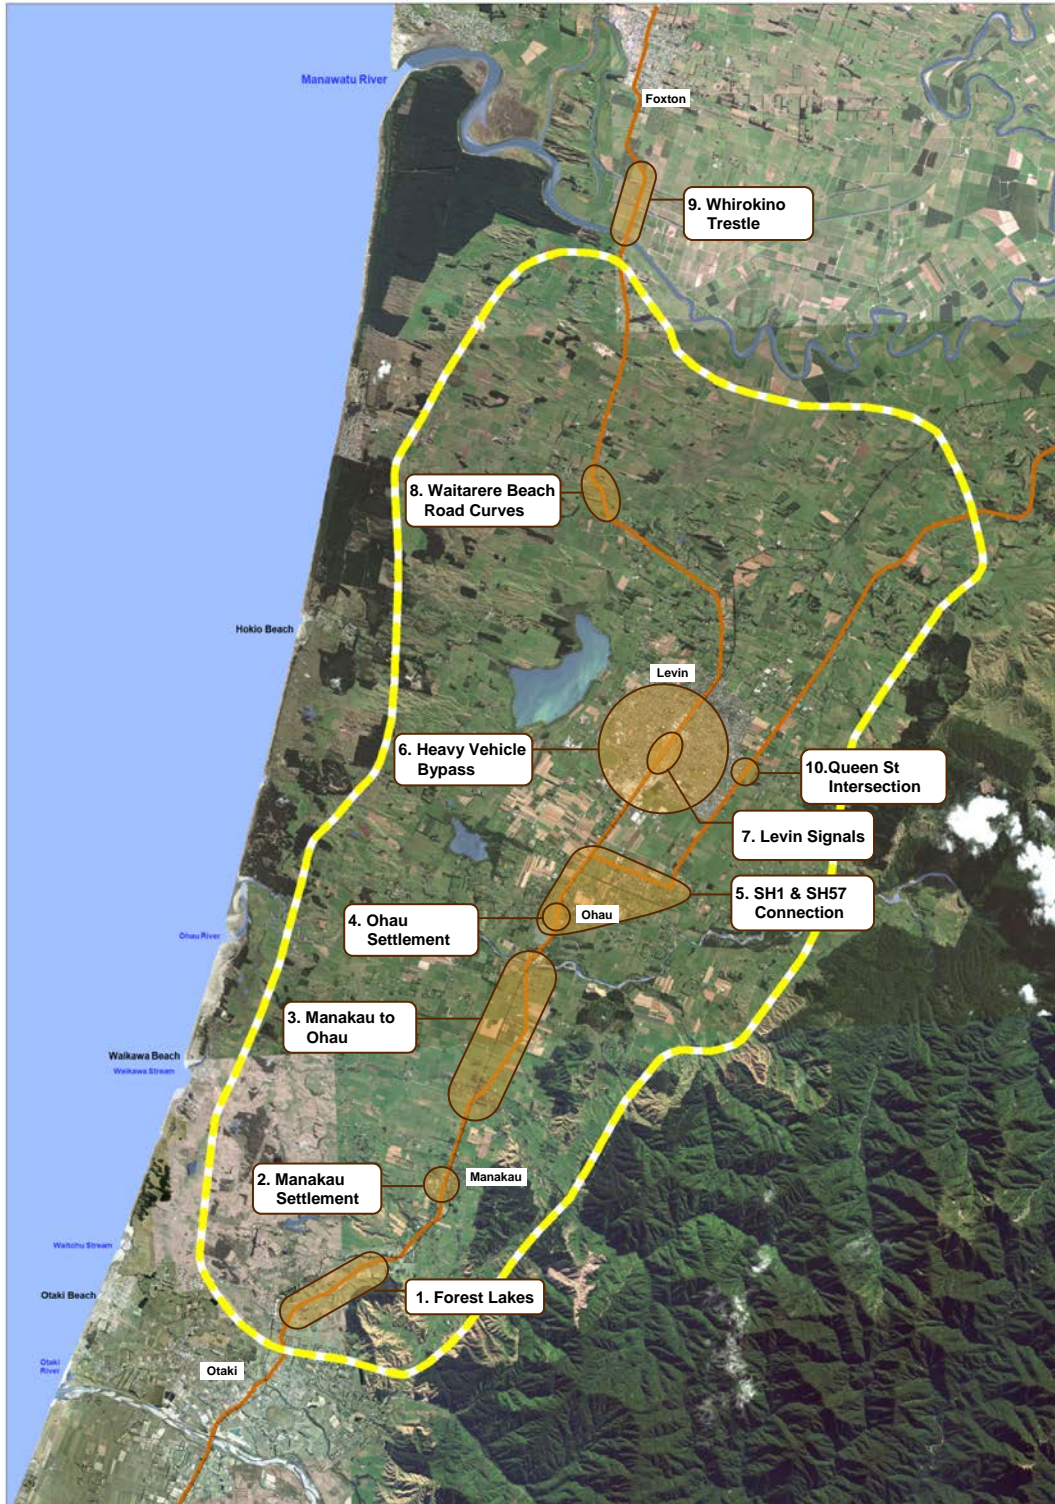 Manawatu River
Foxton
9. Whirokino
Trestle
8. Waitarere Beach
Road Curves
Hokio Beach
Levin
6. Heavy Vehicle
Bypass
10.Queen St
Intersection
7. Levin Signals
5. SH1 & SH57
Connection
4. Ohau
Settlement
Ohau
Ohau River
3. Manakau to
Ohau
Waikawa Beach
Waikawa Stream
2. Manakau
Settlement
Manakau
Waitohu Stream
Otaki Beach
1. Forest Lakes
Otaki
River
Otaki